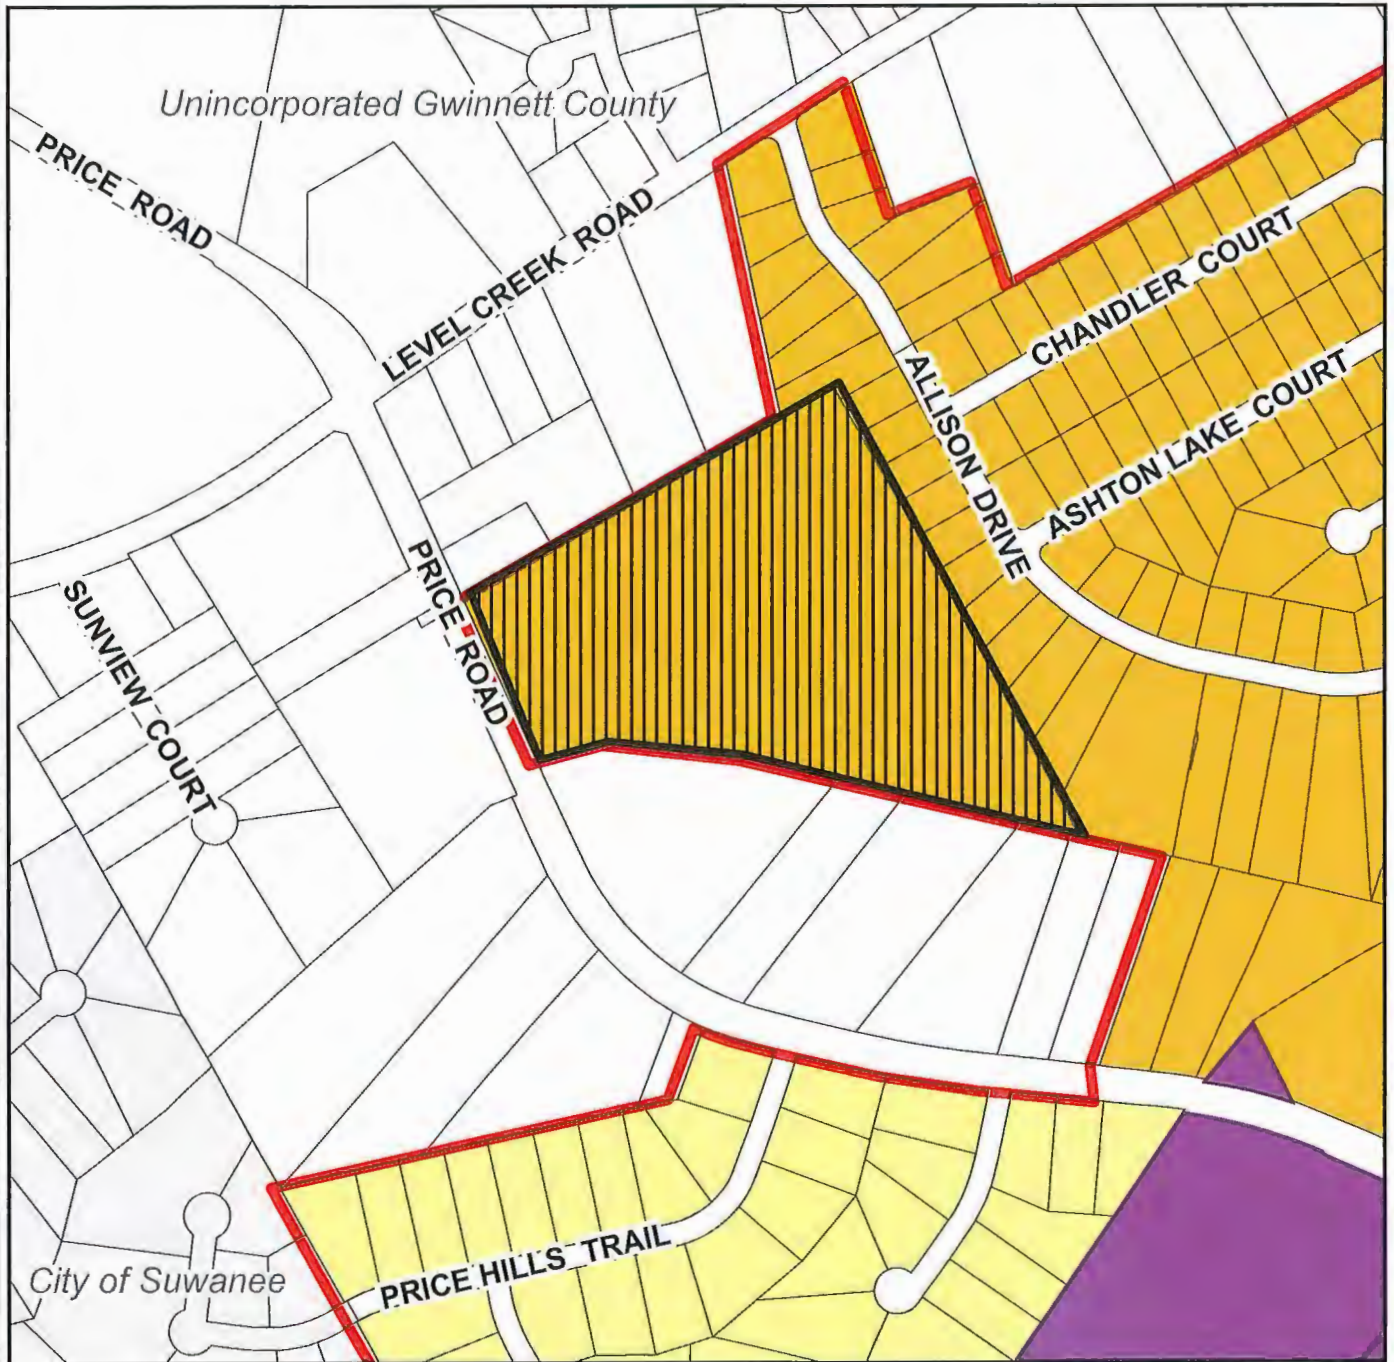 Unincorporated Gwinnett County
PRICE ROAD
LEVEL CREEK ROAD
CHANDLER COURT
ALLISON DRIVE
ASHTON LAKE COURT
PRICE ROAD
SUNVIEW COURT
PRICE HILLS TRAIL
City of Suwanee